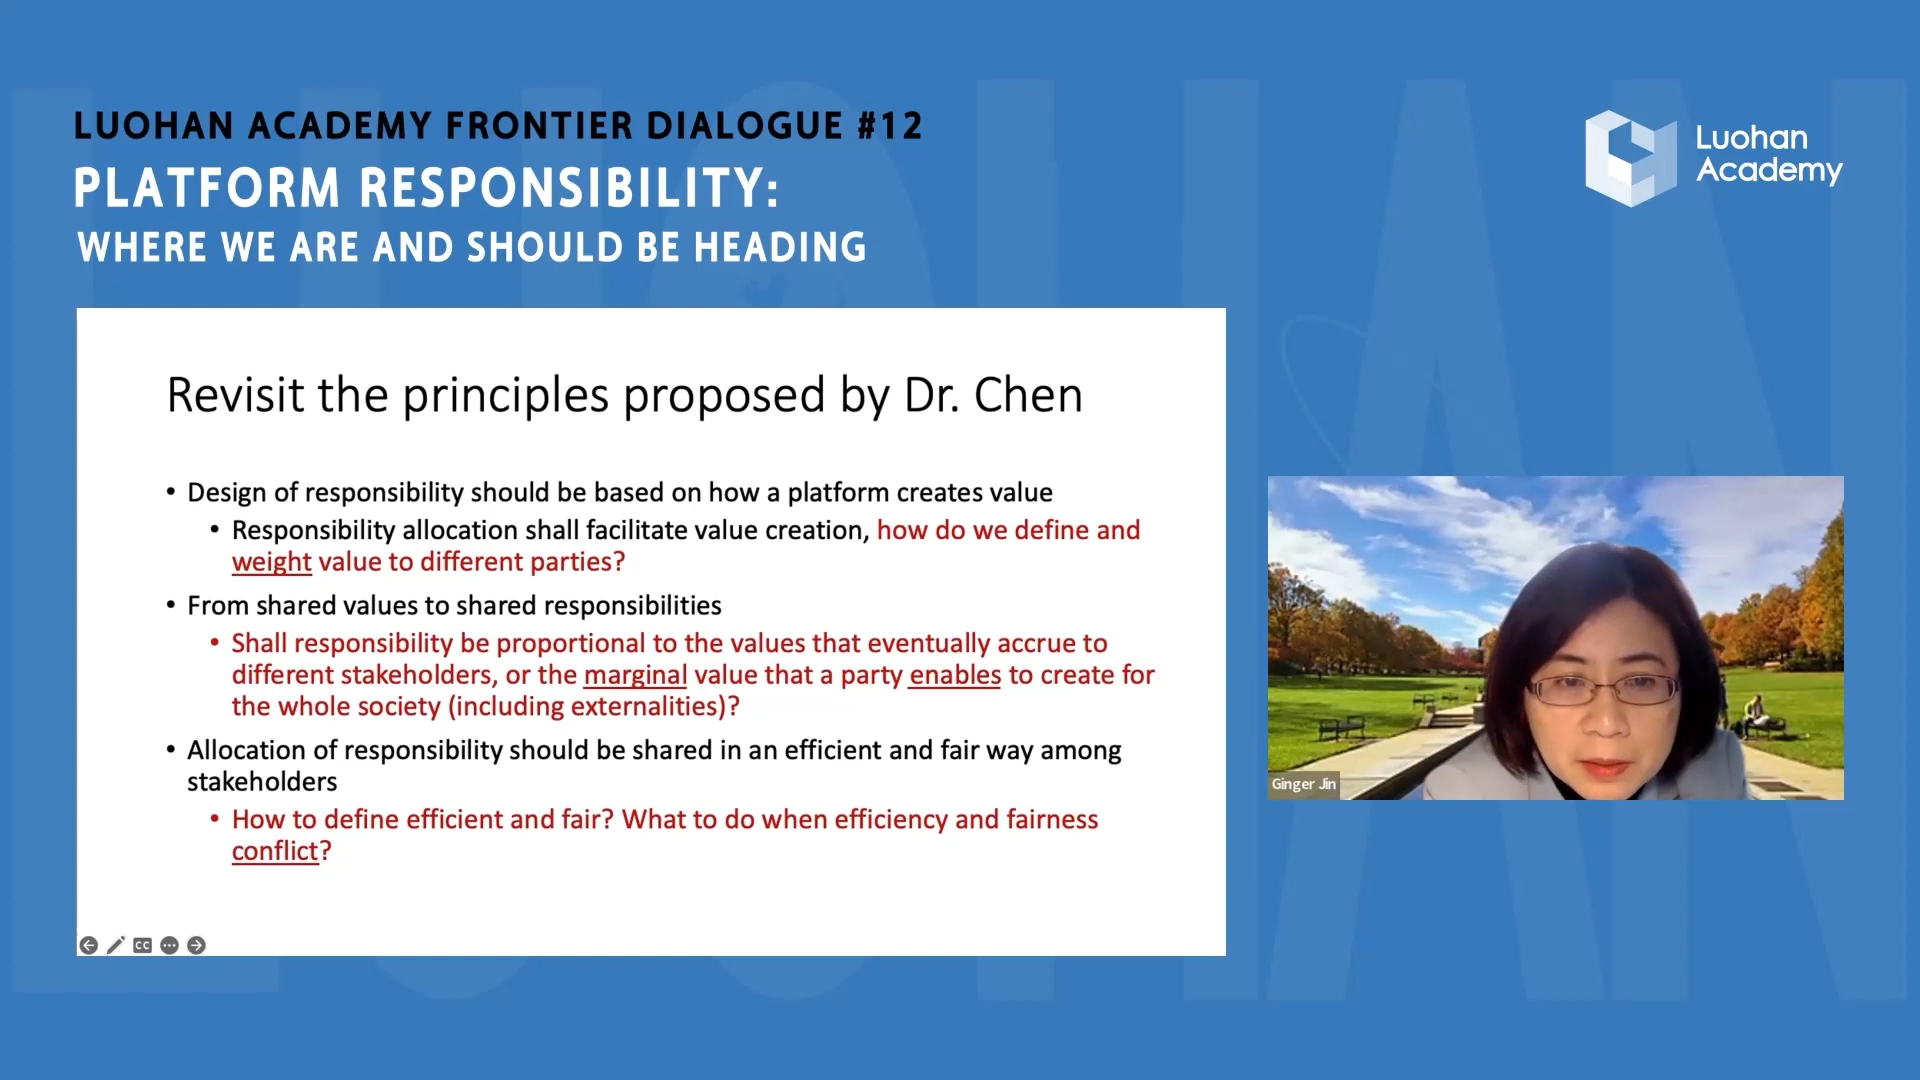 LUOHAN ACADEMY FRONTIER DIALOGUE #12
PLATFORM RESPONSIBILITY:
WHERE WE ARE AND SHOULD BE HEADING
Luohan
Academy
Revisit the principles proposed by Dr. Chen
• Design of responsibility should be based on how a platform creates value
• Responsibility allocation shall facilitate value creation, how do we define and
weight value to different parties?
• From shared values to shared responsibilities
• Shall responsibility be proportional to the values that eventually accrue to
different stakeholders, or the marginal value that a party enables to create for
the whole society (including externalities)?
• Allocation of responsibility should be shared in an efficient and fair way among
stakeholders
• How to define efficient and fair? What to do when efficiency and fairness
conflict?
CC
Ginger Jin